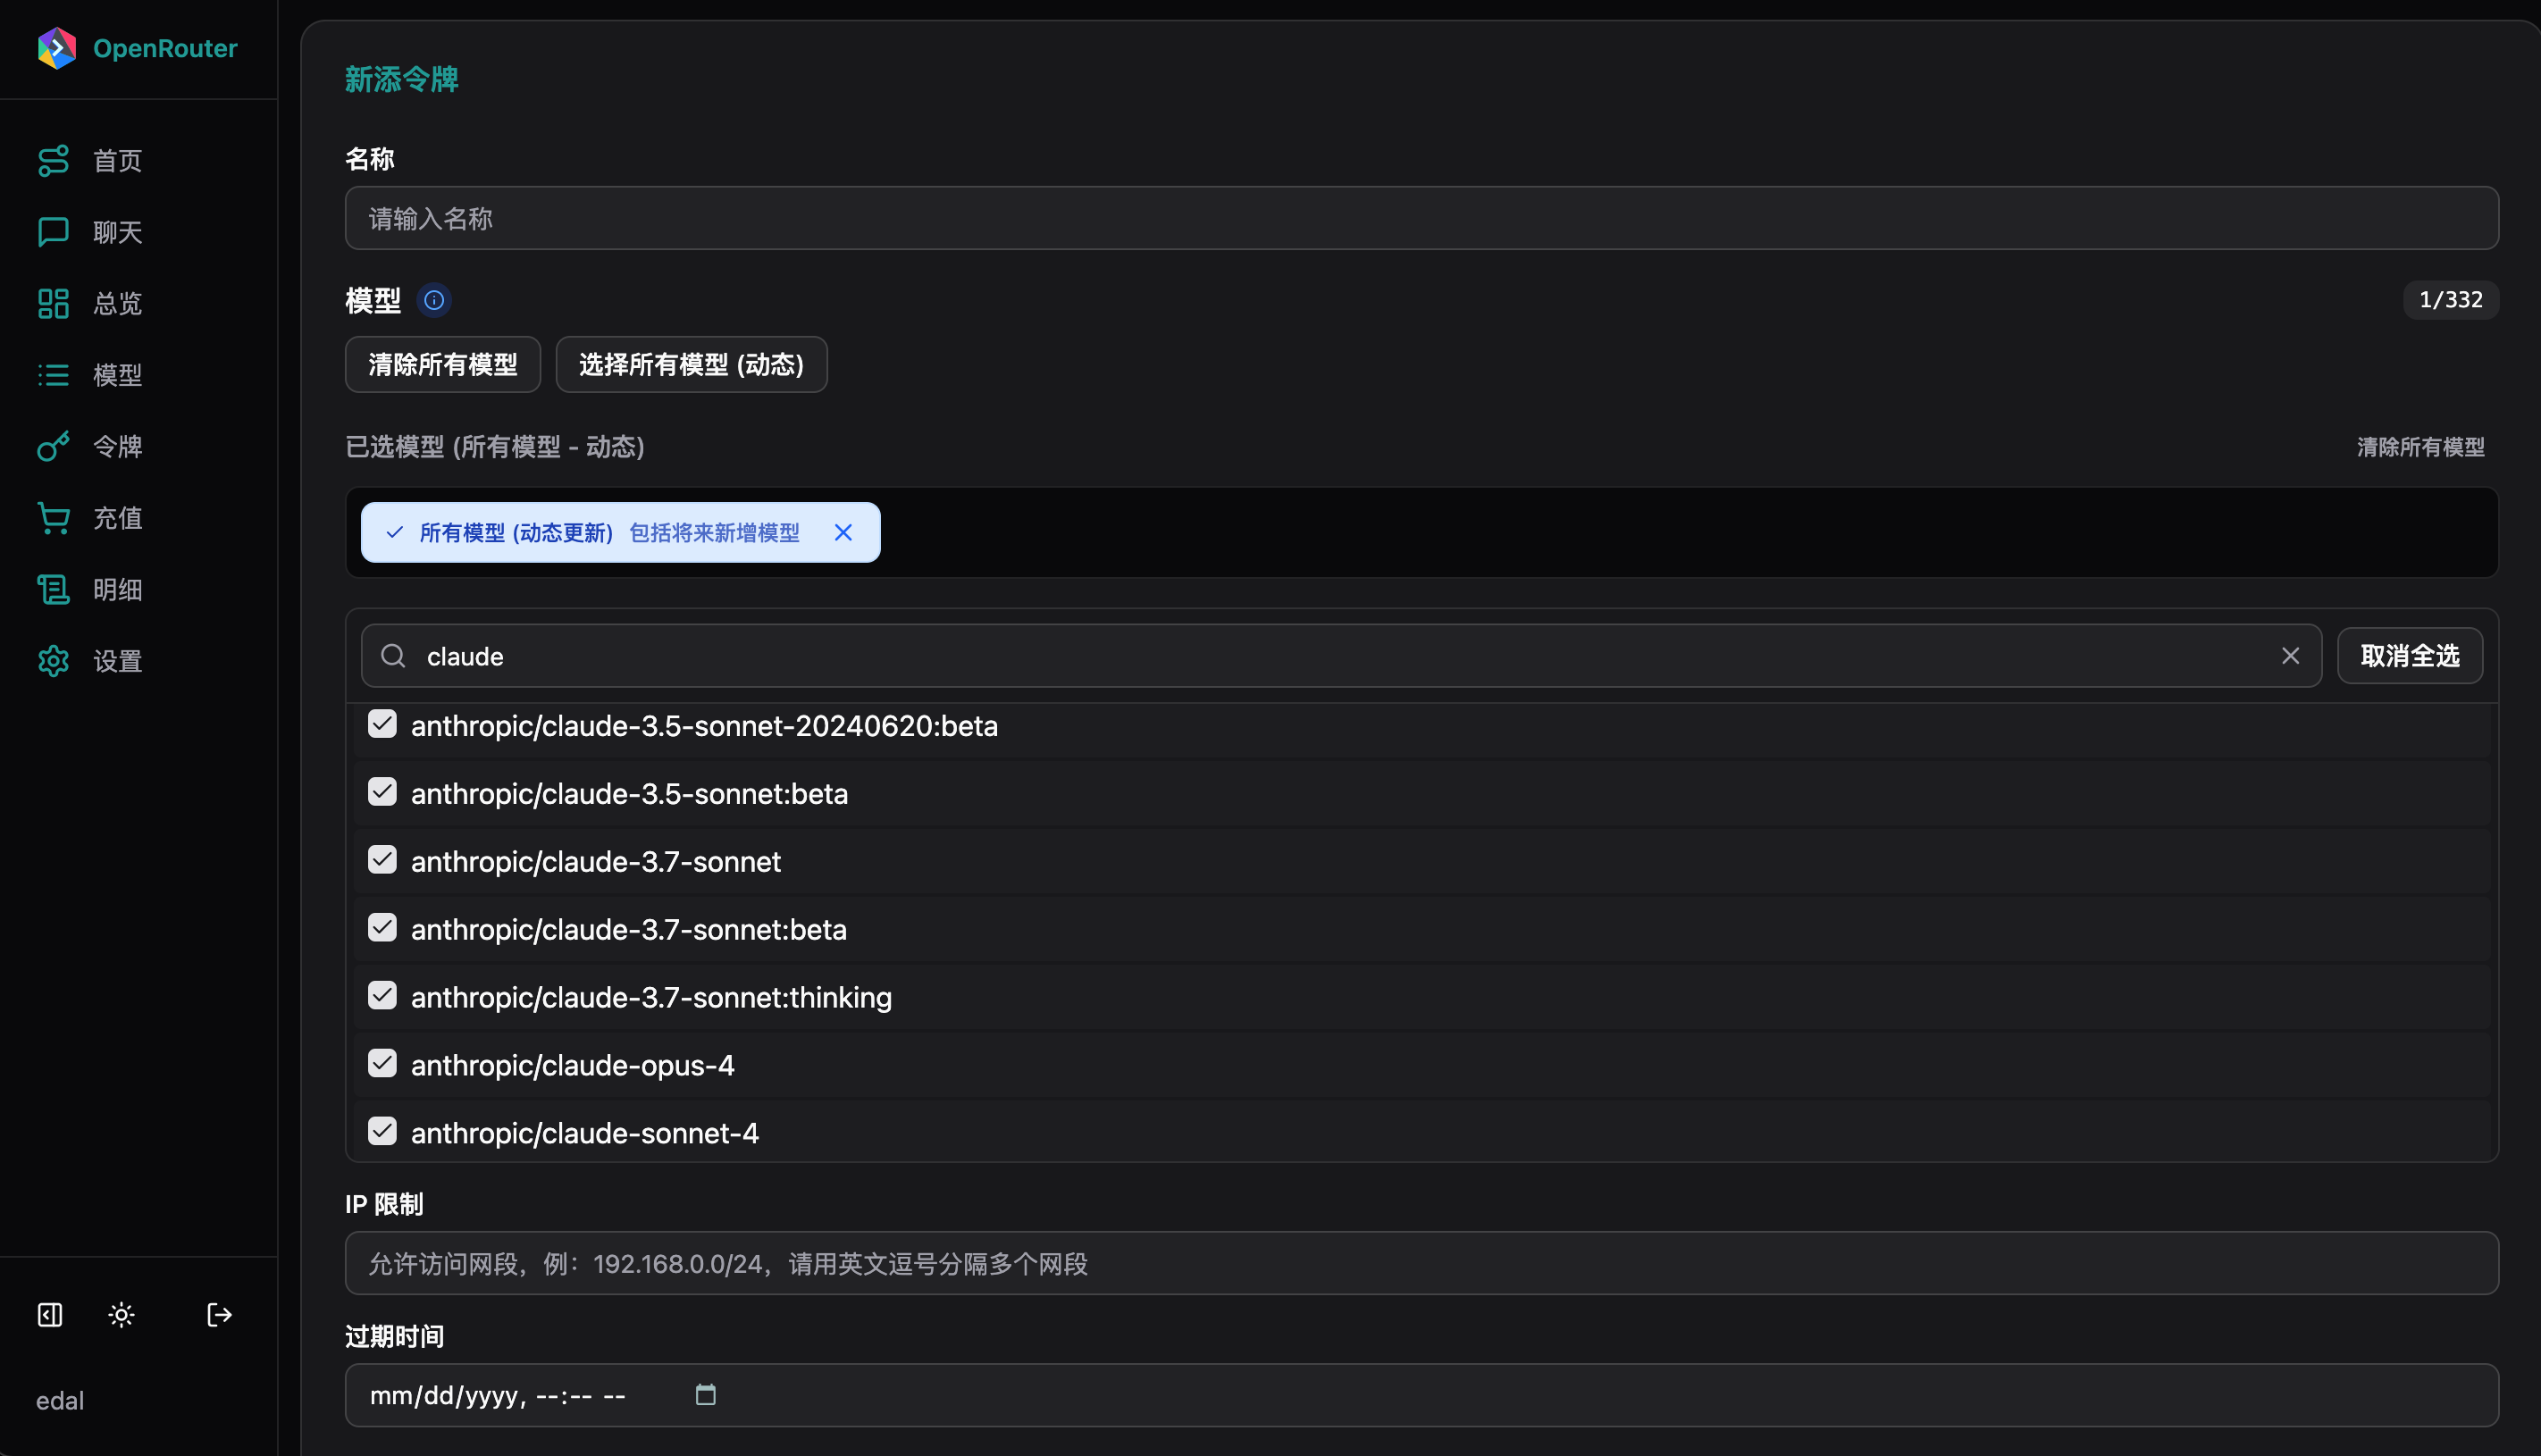 OpenRouter
首页
聊天
总览
模型
令牌
充值
明细
设置
edal
新添令牌
名称
请输入名称
模型 1/332
清除所有模型 选择所有模型 (动态)
已选模型 (所有模型 - 动态) 清除所有模型
所有模型 (动态更新) 包括将来新增模型
claude 取消全选
anthropic/claude-3.5-sonnet-20240620:beta
anthropic/claude-3.5-sonnet:beta
anthropic/claude-3.7-sonnet
anthropic/claude-3.7-sonnet:beta
anthropic/claude-3.7-sonnet:thinking
anthropic/claude-opus-4
anthropic/claude-sonnet-4
IP 限制
允许访问网段，例：192.168.0.0/24，请用英文逗号分隔多个网段
过期时间
mm/dd/yyyy, --:-- --